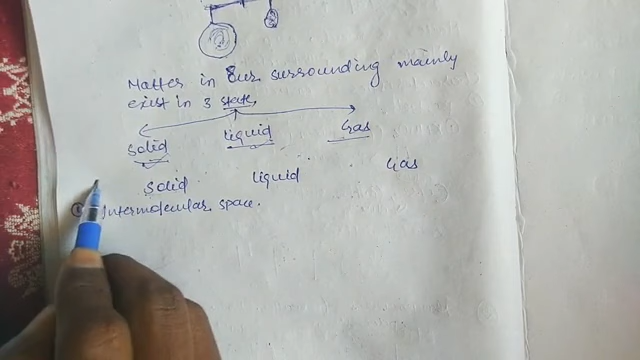 Matter in our surrounding mainly
exist in 3 state.
solid liquid Gas
solid liquid Gas
① Intermolecular space.